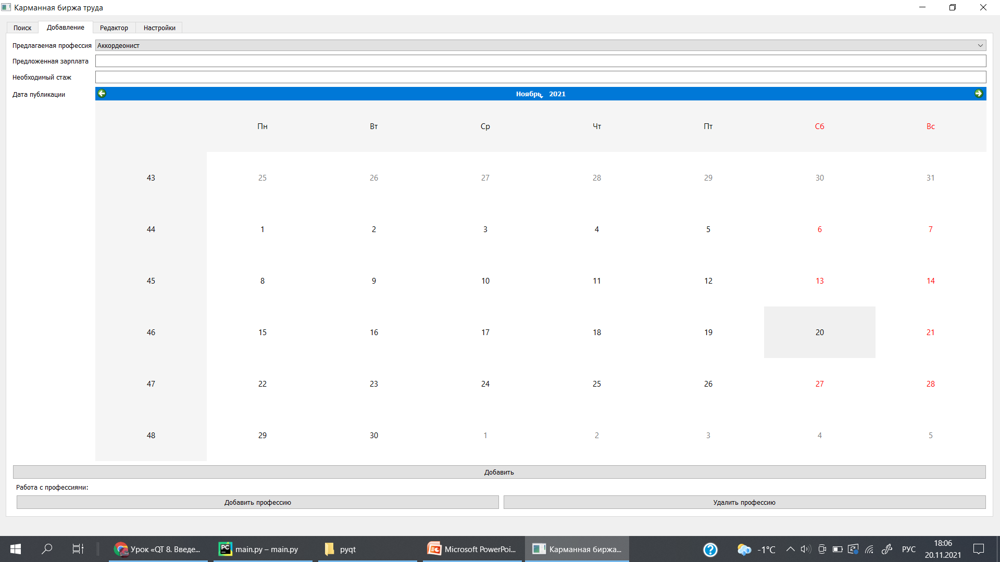 Карманная биржа труда
Поиск Добавление Редактор Настройки
Предлагаемая профессия Аккордеонист
Предложенная зарплата
Необходимый стаж
Дата публикации Ноябрь 2021
Пн Вт Ср Чт Пт Сб Вс
43 25 26 27 28 29 30 31
44 1 2 3 4 5 6 7
45 8 9 10 11 12 13 14
46 15 16 17 18 19 20 21
47 22 23 24 25 26 27 28
48 29 30 1 2 3 4 5
Добавить
Работа с профессиями:
Добавить профессию Удалить профессию
Урок «QT 8. Введе... main.py – main.py pyqt Microsoft PowerPoi... Карманная биржа... -1°C РУС 18:06
20.11.2021